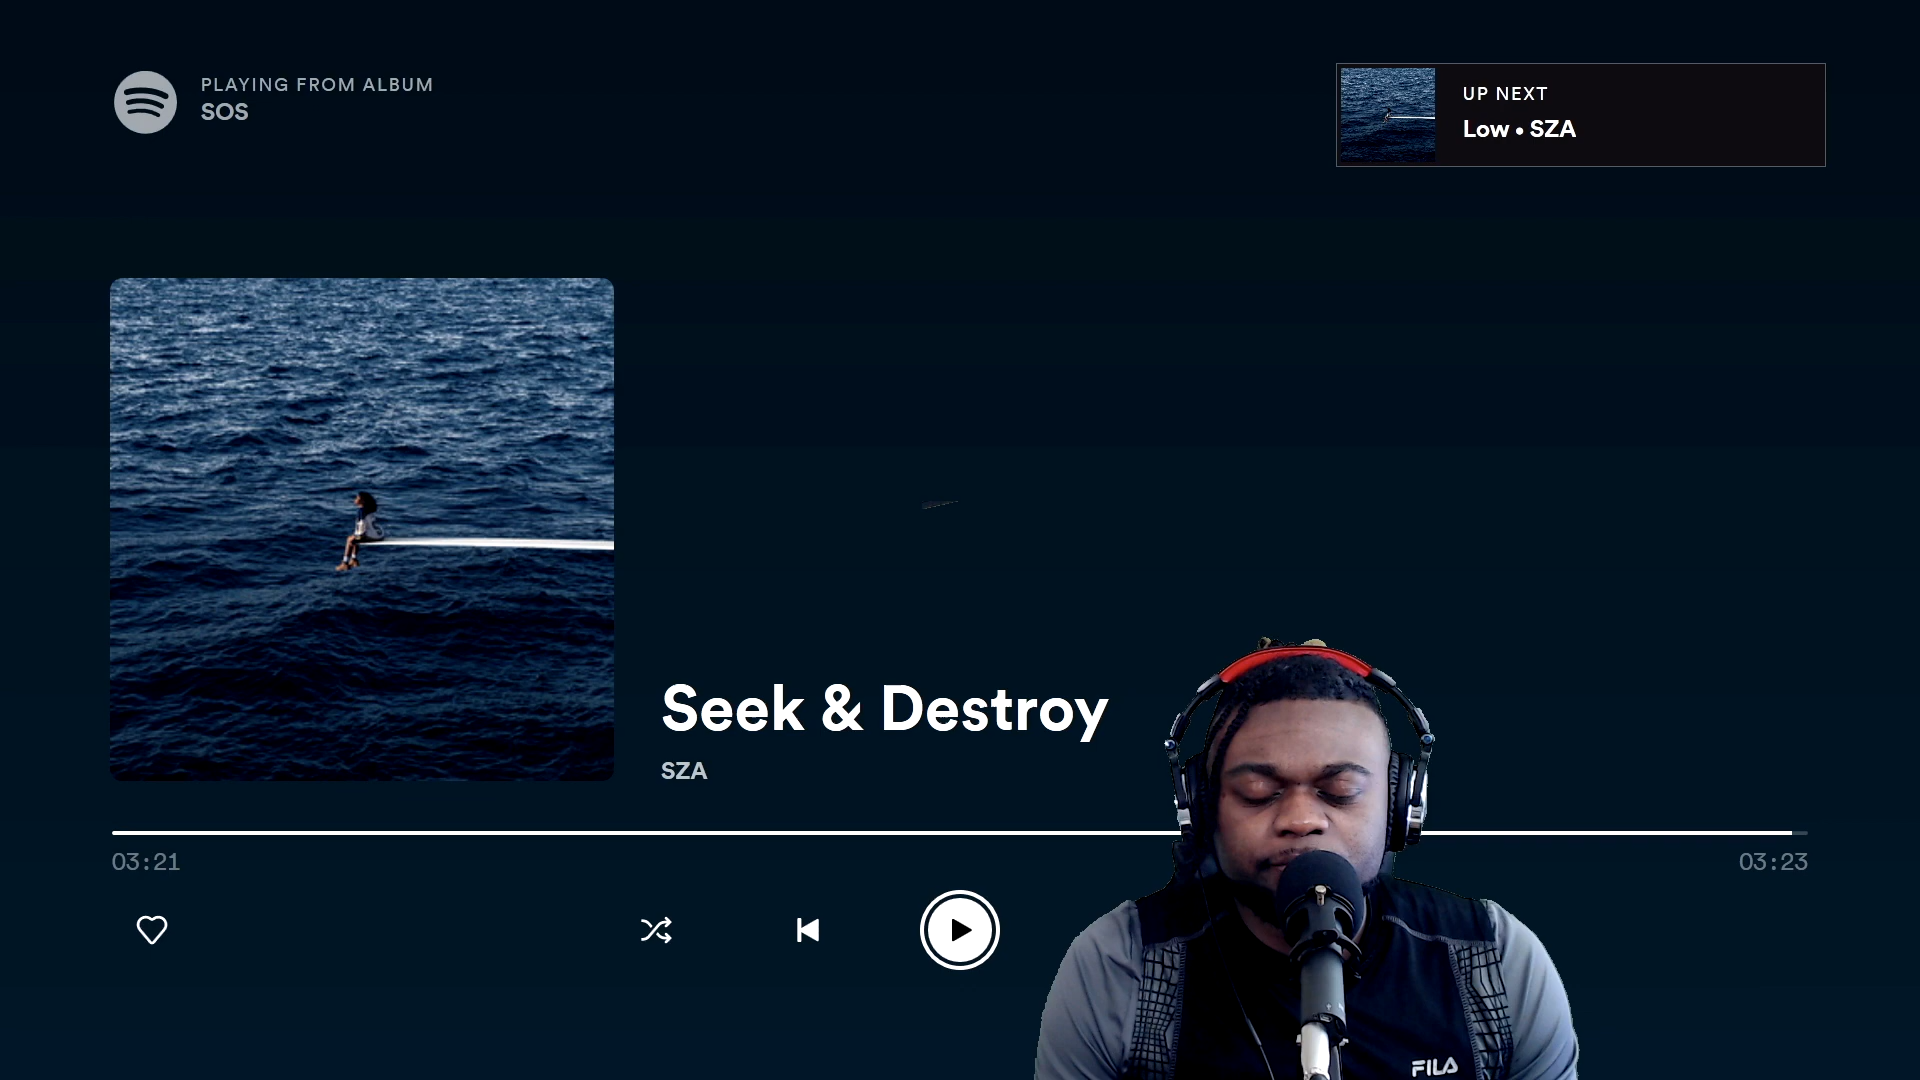 PLAYING FROM ALBUM
SOS
UP NEXT
Low • SZA
Seek & Destroy
SZA
03:21
03:23
FILA